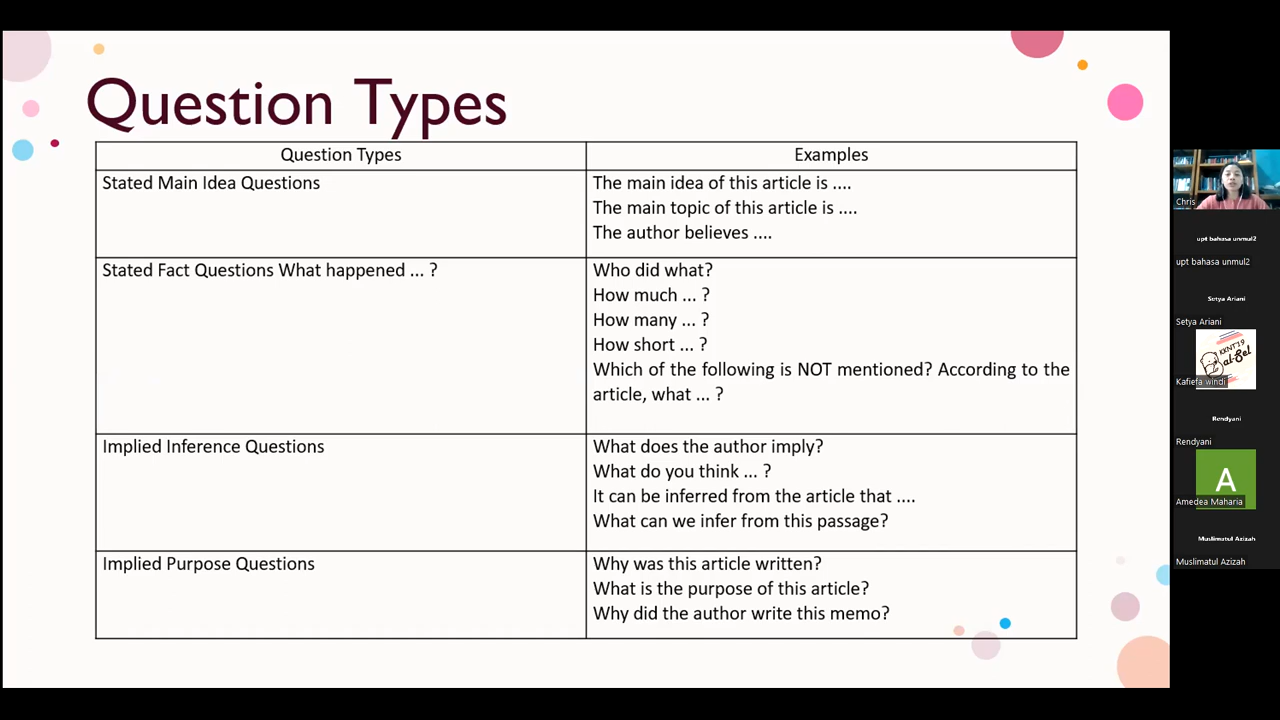 Question Types
Question Types
Examples
Stated Main Idea Questions
The main idea of this article is ....
The main topic of this article is ....
The author believes ....
Stated Fact Questions What happened ... ?
Who did what?
How much ... ?
How many ... ?
How short ... ?
Which of the following is NOT mentioned? According to the
article, what ... ?
Implied Inference Questions
What does the author imply?
What do you think ... ?
It can be inferred from the article that ....
What can we infer from this passage?
Implied Purpose Questions
Why was this article written?
What is the purpose of this article?
Why did the author write this memo?
Chris
upt bahasa unmul2
upt bahasa unmul2
Setya Ariani
Setya Ariani
KKNT19
al-gel
Kafiefa windi
Rendyani
Rendyani
A
Amedea Maharia
Muslimatul Azizah
Muslimatul Azizah